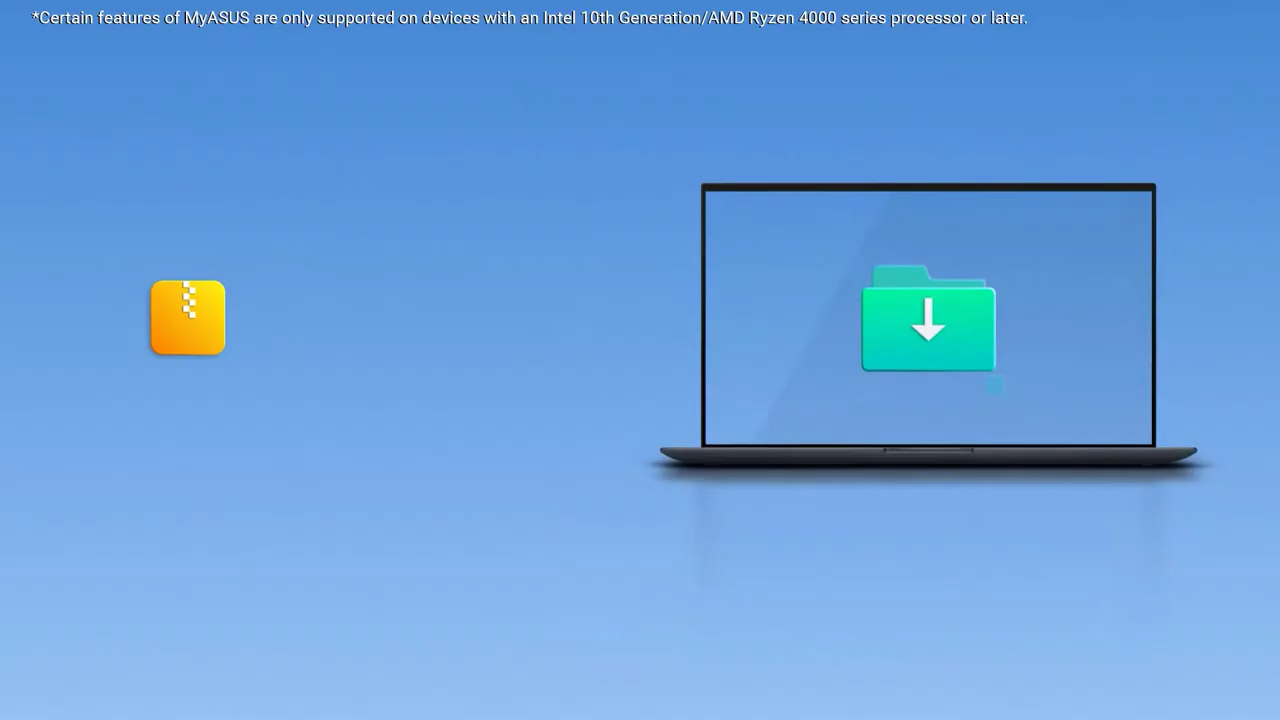 *Certain features of MyASUS are only supported on devices with an Intel 10th Generation/AMD Ryzen 4000 series processor or later.